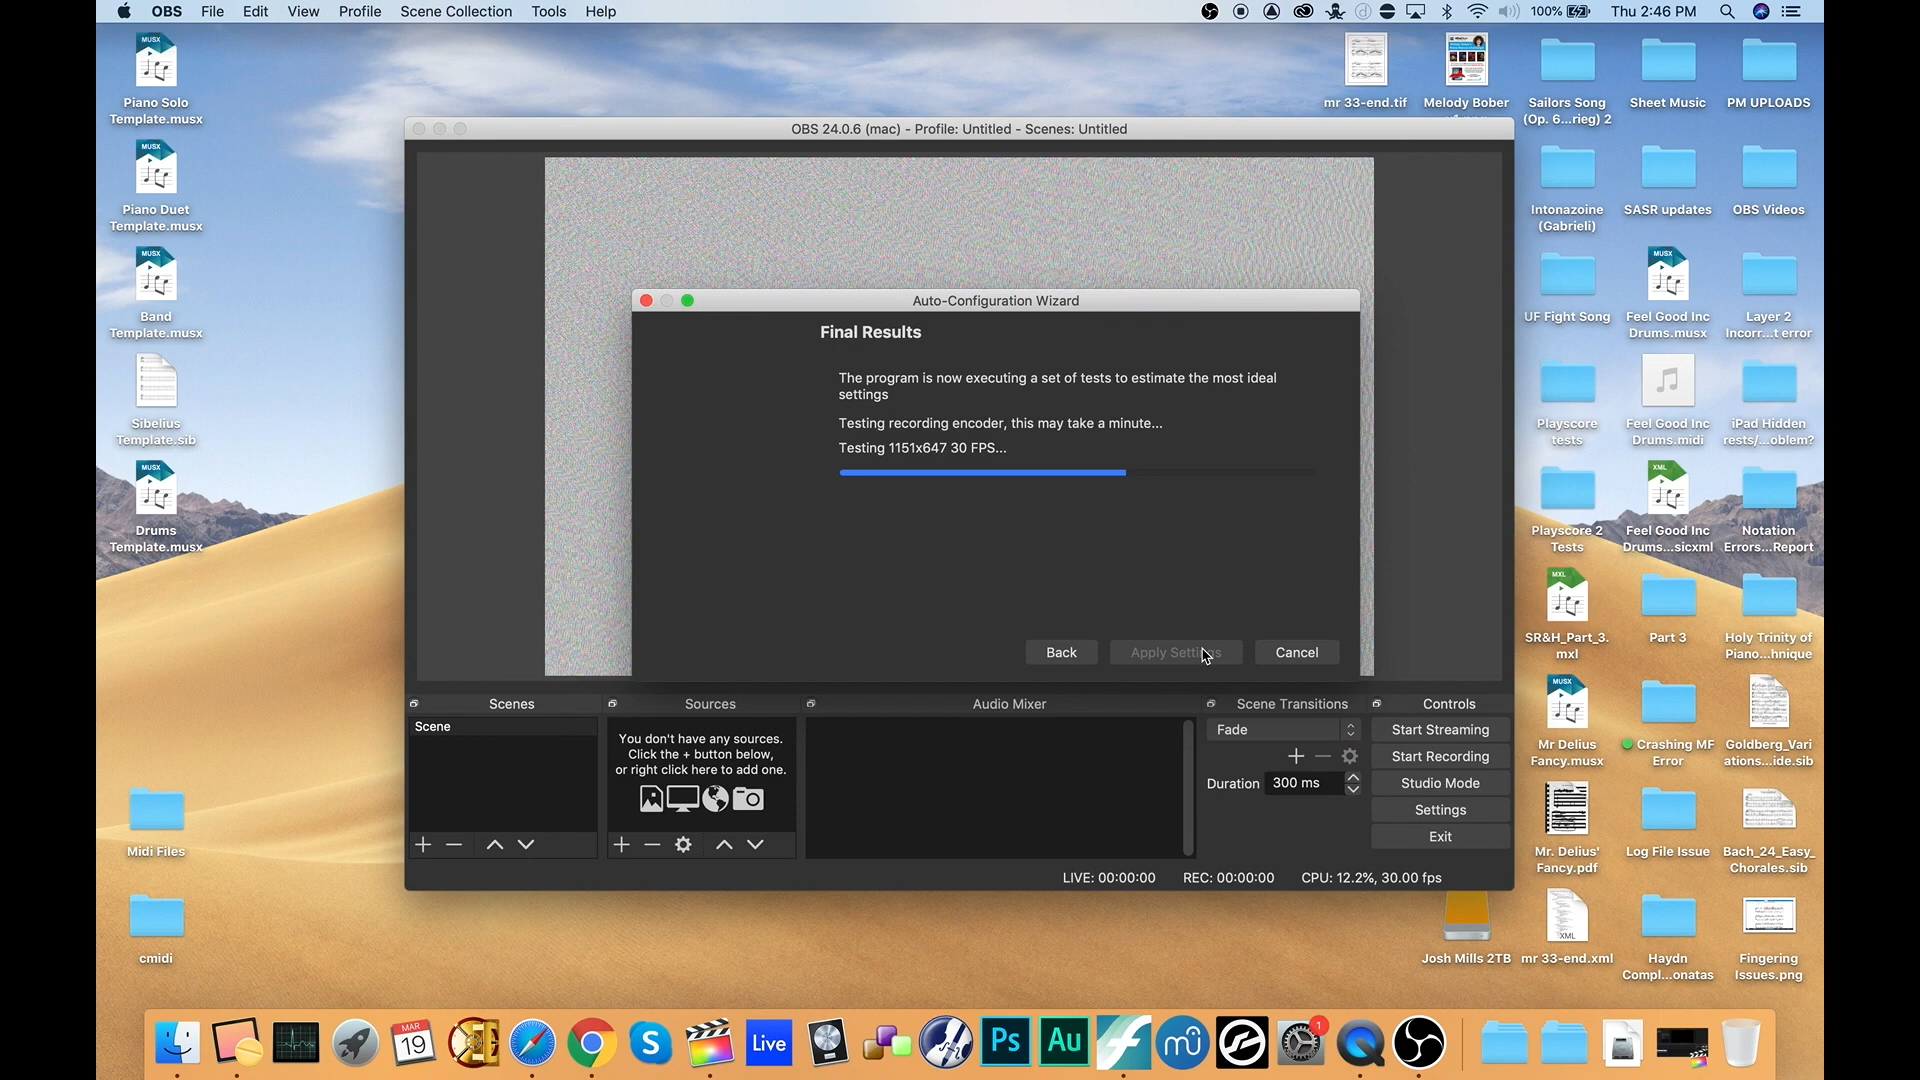 OBS File Edit View Profile Scene Collection Tools Help
100% Thu 2:46 PM
MUSX
Piano Solo
Template.musx
MUSX
Piano Duet
Template.musx
MUSX
Band
Template.musx
Sibelius
Template.sib
MUSX
Drums
Template.musx
Midi Files
cmidi
mr 33-end.tif
Melody Bober
Sailors Song
(Op. 6...rieg) 2
Sheet Music
PM UPLOADS
Intonazoine
(Gabrieli)
SASR updates
OBS Videos
UF Fight Song
MUSX
Feel Good Inc
Drums.musx
Layer 2
Incorr...t error
Playscore
tests
Feel Good Inc
Drums.midi
iPad Hidden
rests/...oblem?
Playscore 2
Tests
XML
Feel Good Inc
Drums...sicxml
Notation
Errors...Report
MXL
SR&H_Part_3.
mxl
Part 3
Holy Trinity of
Piano...hnique
MUSX
Mr Delius
Fancy.musx
Crashing MF
Error
Goldberg_Vari
ations...ide.sib
Mr. Delius'
Fancy.pdf
Log File Issue
Bach_24_Easy_
Chorales.sib
Josh Mills 2TB
XML
mr 33-end.xml
Haydn
Compl...onatas
Fingering
Issues.png
OBS 24.0.6 (mac) - Profile: Untitled - Scenes: Untitled
Auto-Configuration Wizard
Final Results
The program is now executing a set of tests to estimate the most ideal
settings
Testing recording encoder, this may take a minute...
Testing 1151x647 30 FPS...
Back Apply Settings Cancel
Scenes
Scene
Sources
You don't have any sources.
Click the + button below,
or right click here to add one.
Audio Mixer
Scene Transitions
Fade
Duration 300 ms
Controls
Start Streaming
Start Recording
Studio Mode
Settings
Exit
LIVE: 00:00:00 REC: 00:00:00 CPU: 12.2%, 30.00 fps
MAR
19
S
Live
Ps
Au
1